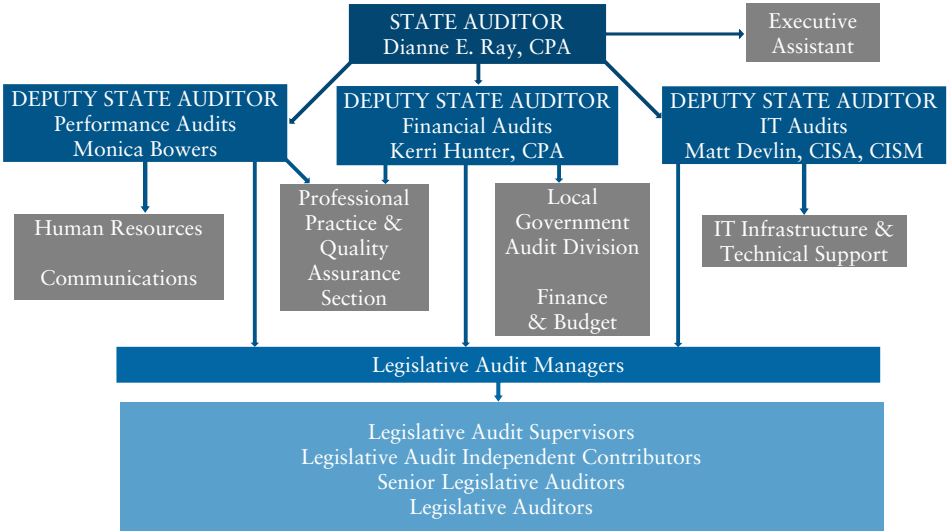 STATE AUDITOR
Dianne E. Ray, CPA
Executive
Assistant
DEPUTY STATE AUDITOR
Performance Audits
Monica Bowers
DEPUTY STATE AUDITOR
Financial Audits
Kerri Hunter, CPA
DEPUTY STATE AUDITOR
IT Audits
Matt Devlin, CISA, CISM
Human Resources
Communications
Professional
Practice &
Quality
Assurance
Section
Local
Government
Audit Division
Finance
& Budget
IT Infrastructure &
Technical Support
Legislative Audit Managers
Legislative Audit Supervisors
Legislative Audit Independent Contributors
Senior Legislative Auditors
Legislative Auditors